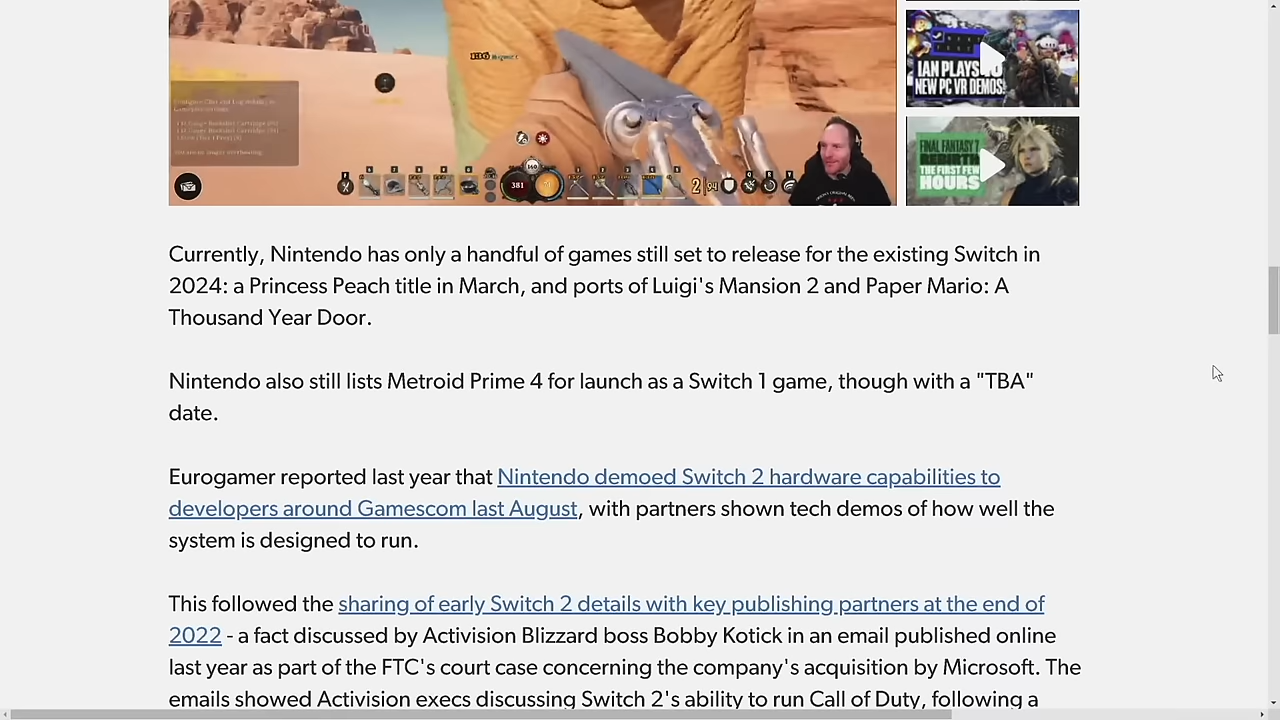 136
IAN PLAYS 10
NEW PC VR DEMOS!
FINAL FANTASY 7
REBIRTH
THE FIRST FEW
HOURS
160
381
2 94
Currently, Nintendo has only a handful of games still set to release for the existing Switch in
2024: a Princess Peach title in March, and ports of Luigi's Mansion 2 and Paper Mario: A
Thousand Year Door.
Nintendo also still lists Metroid Prime 4 for launch as a Switch 1 game, though with a "TBA"
date.
Eurogamer reported last year that Nintendo demoed Switch 2 hardware capabilities to
developers around Gamescom last August, with partners shown tech demos of how well the
system is designed to run.
This followed the sharing of early Switch 2 details with key publishing partners at the end of
2022 - a fact discussed by Activision Blizzard boss Bobby Kotick in an email published online
last year as part of the FTC's court case concerning the company's acquisition by Microsoft. The
emails showed Activision execs discussing Switch 2's ability to run Call of Duty, following a